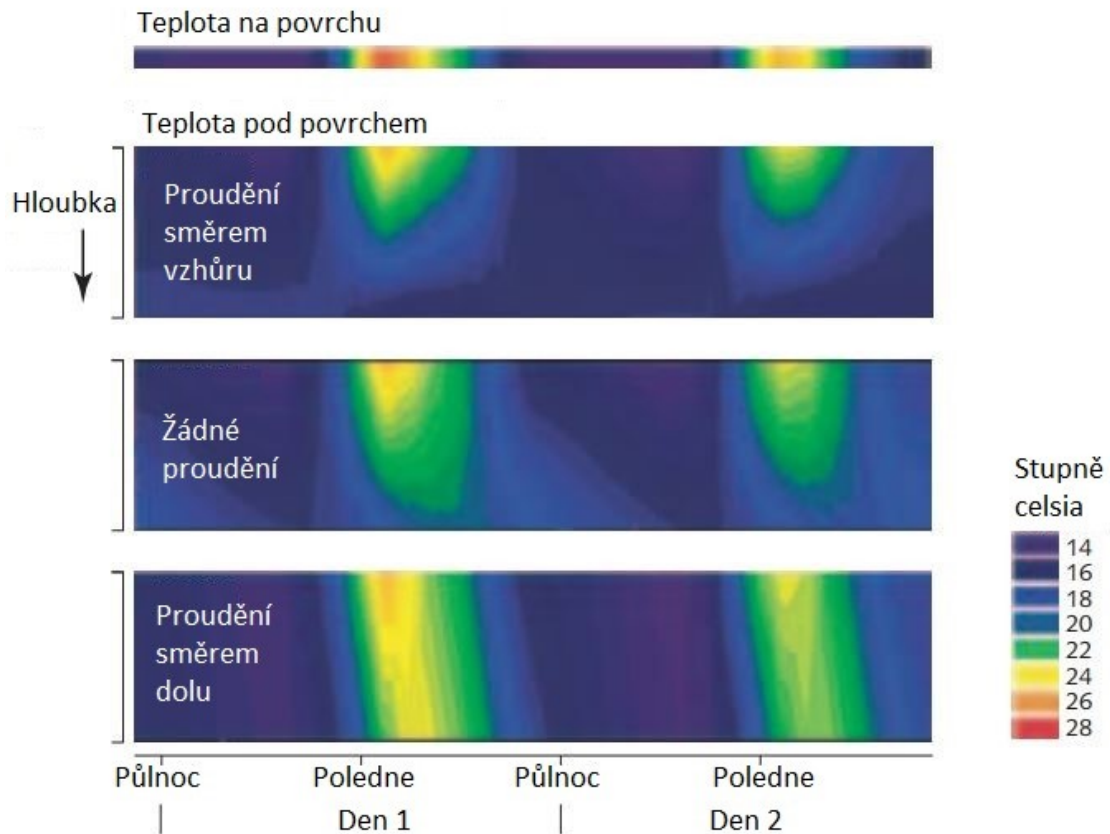 Teplota na povrchu
Teplota pod povrchem
Hloubka
Proudění
směrem
vzhůru
Žádné
proudění
Proudění
směrem
dolu
Stupně
celsia
14
16
18
20
22
24
26
28
Půlnoc Poledne Půlnoc Poledne
Den 1 Den 2